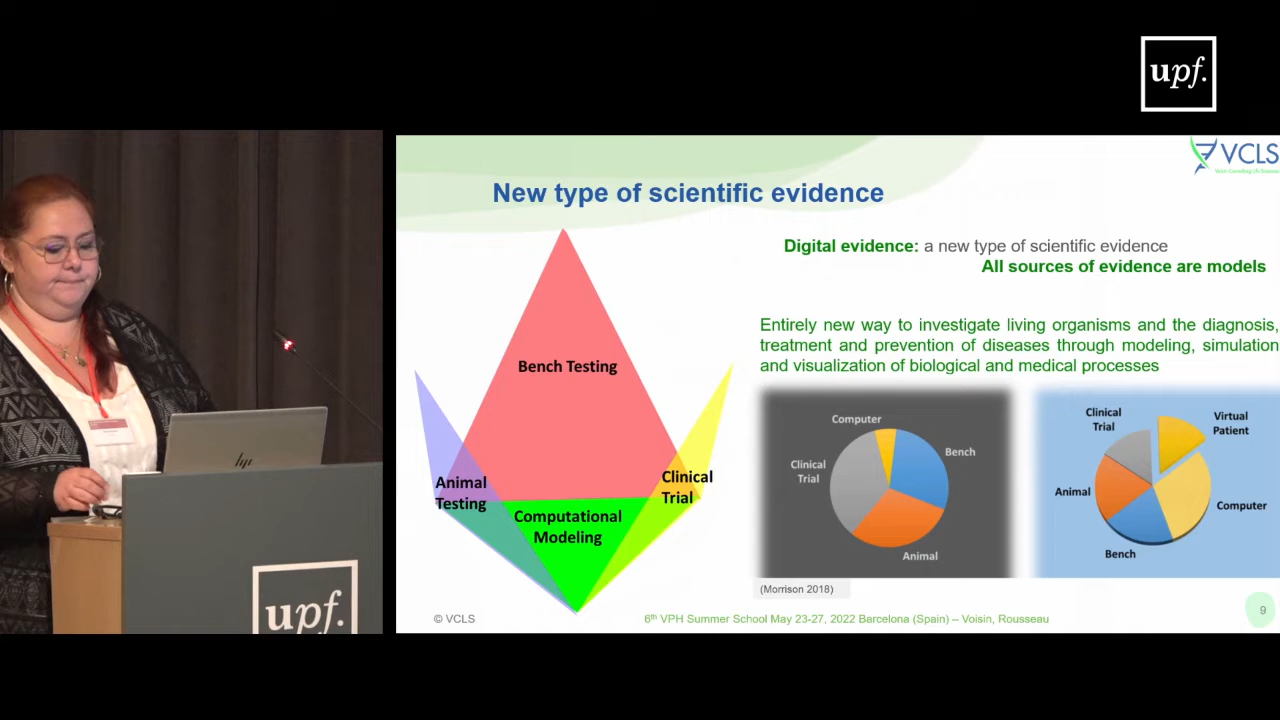 upf.
VCLS
New type of scientific evidence
Digital evidence: a new type of scientific evidence
All sources of evidence are models
Entirely new way to investigate living organisms and the diagnosis,
treatment and prevention of diseases through modeling, simulation
and visualization of biological and medical processes
Bench Testing
Animal
Testing
Clinical
Trial
Computational
Modeling
Computer
Bench
Clinical
Trial
Animal
Clinical
Trial
Virtual
Patient
Animal
Computer
Bench
(Morrison 2018)
© VCLS
6th VPH Summer School May 23-27, 2022 Barcelona (Spain) – Voisin, Rousseau
9
hp
upf.